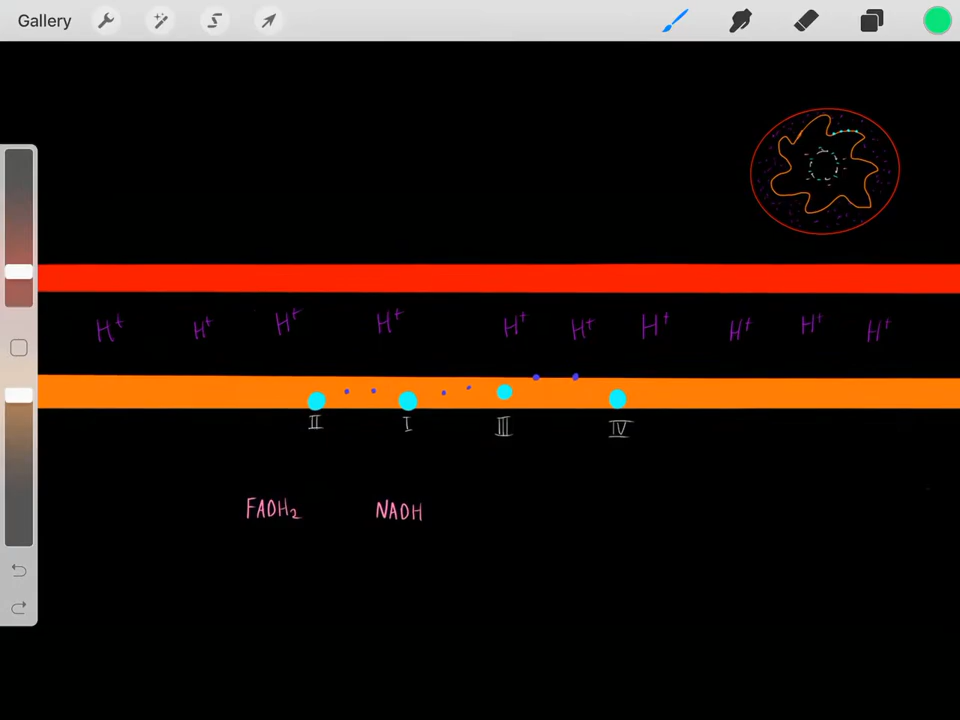 Gallery
H⁺ H⁺ H⁺ H⁺ H⁺ H⁺ H⁺ H⁺ H⁺ H⁺
II I III IV
FADH₂ NADH